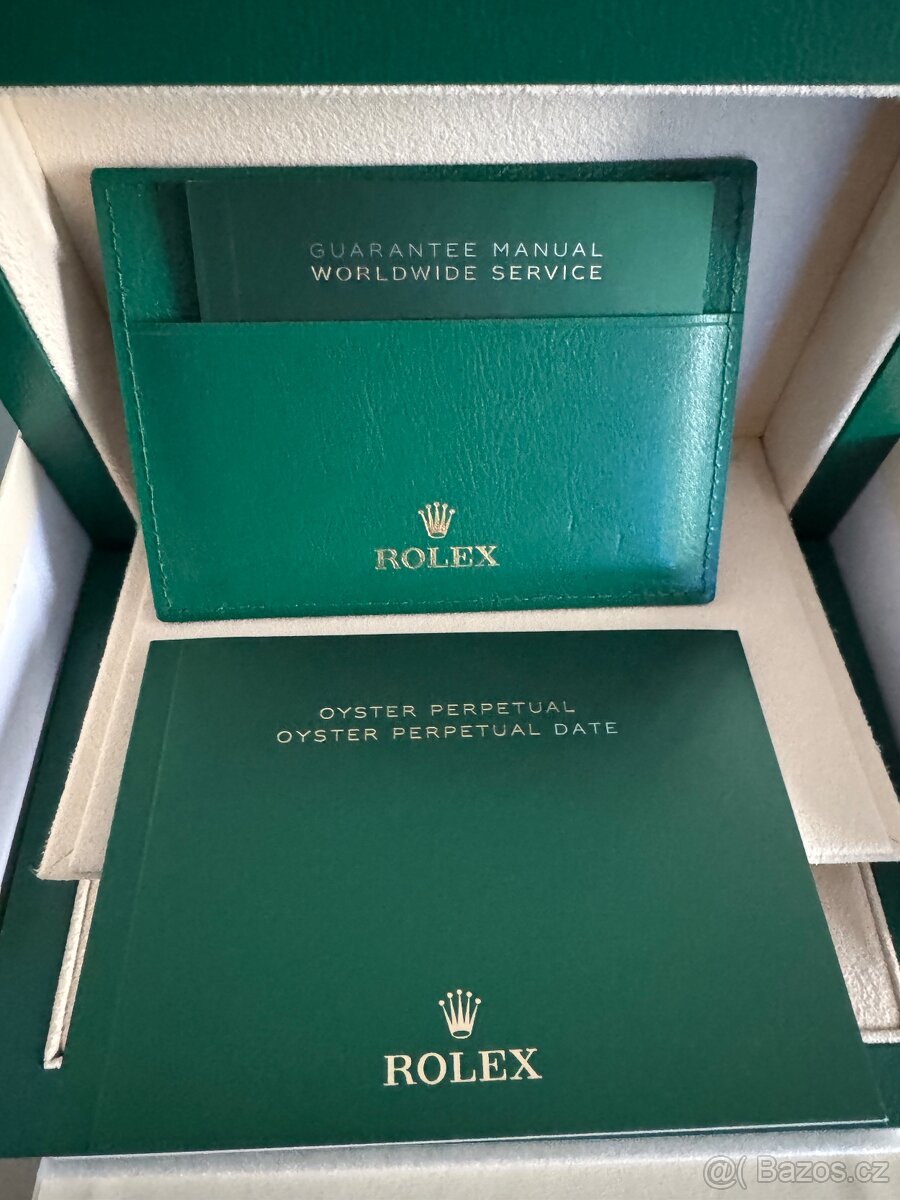 GUARANTEE MANUAL
WORLDWIDE SERVICE
ROLEX
OYSTER PERPETUAL
OYSTER PERPETUAL DATE
ROLEX
@( Bazos.cz